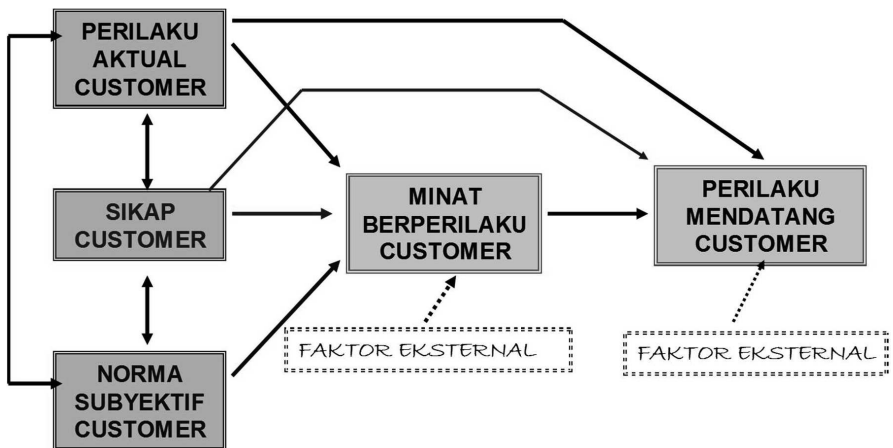 PERILAKU
AKTUAL
CUSTOMER
SIKAP
CUSTOMER
NORMA
SUBYEKTIF
CUSTOMER
MINAT
BERPERILAKU
CUSTOMER
FAKTOR EKSTERNAL
PERILAKU
MENDATANG
CUSTOMER
FAKTOR EKSTERNAL